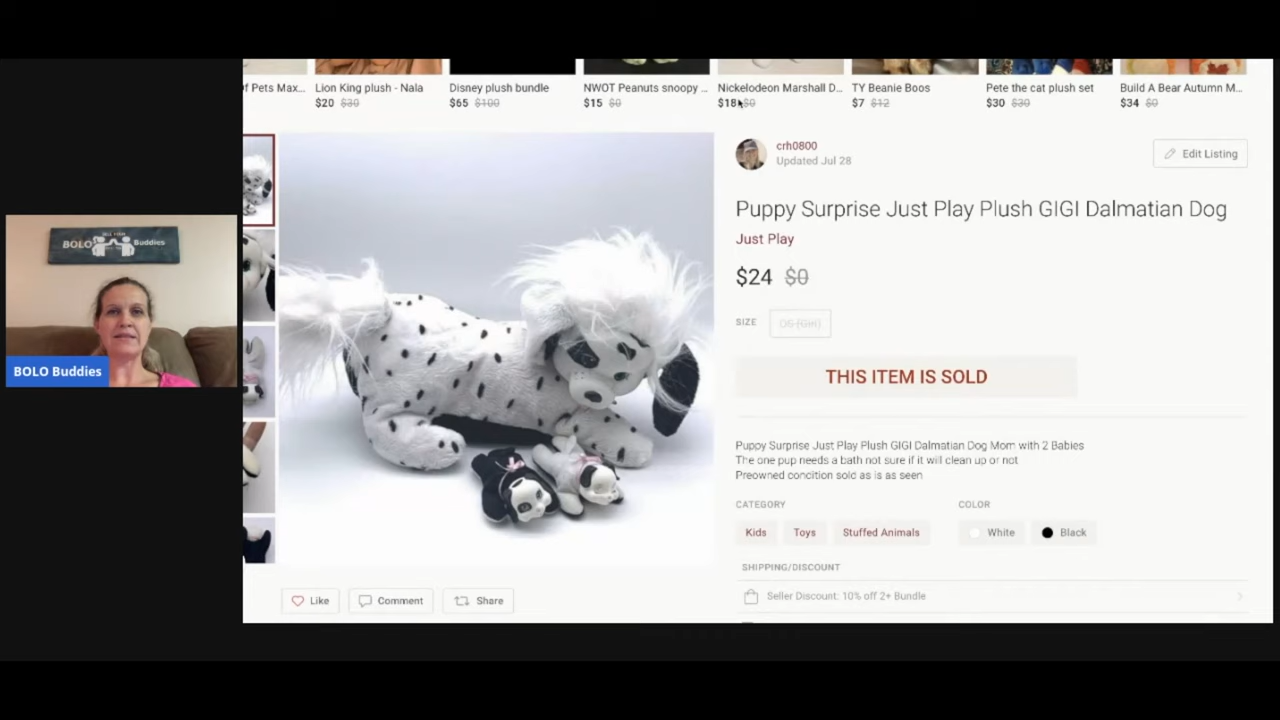 Of Pets Max...
Lion King plush - Nala
Disney plush bundle
NWOT Peanuts snoopy ...
Nickelodeon Marshall D...
TY Beanie Boos
Pete the cat plush set
Build A Bear Autumn M...
$20 $30
$65 $100
$15 $0
$18 $0
$7 $12
$30 $30
$34 $0
crh0800
Updated Jul 28
Edit Listing
Puppy Surprise Just Play Plush GIGI Dalmatian Dog
Just Play
$24 $0
SIZE
OS (Girl)
THIS ITEM IS SOLD
Puppy Surprise Just Play Plush GIGI Dalmatian Dog Mom with 2 Babies
The one pup needs a bath not sure if it will clean up or not
Preowned condition sold as is as seen
CATEGORY
COLOR
Kids
Toys
Stuffed Animals
White
Black
SHIPPING/DISCOUNT
Seller Discount: 10% off 2+ Bundle
Like
Comment
Share
BOLO
Buddies
BOLO Buddies